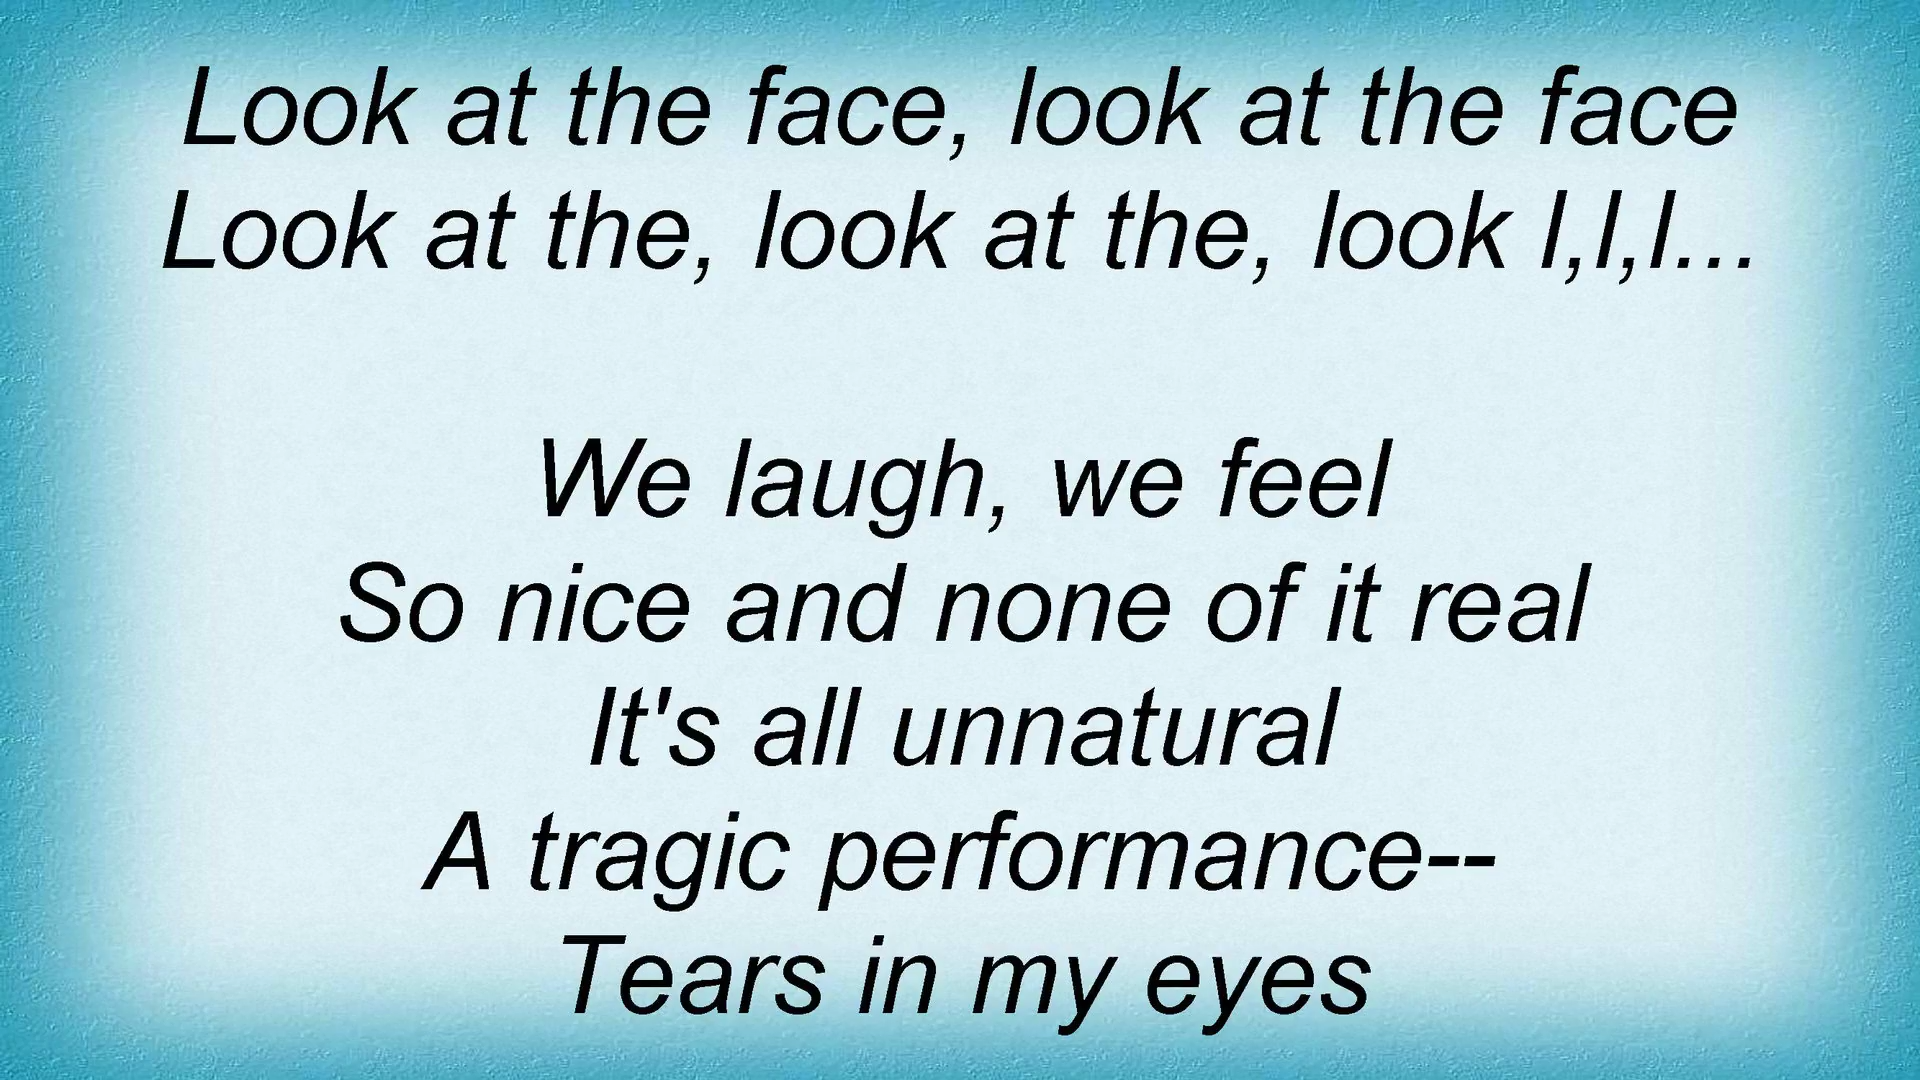 Look at the face, look at the face
Look at the, look at the, look l,l,l...
We laugh, we feel
So nice and none of it real
It's all unnatural
A tragic performance--
Tears in my eyes